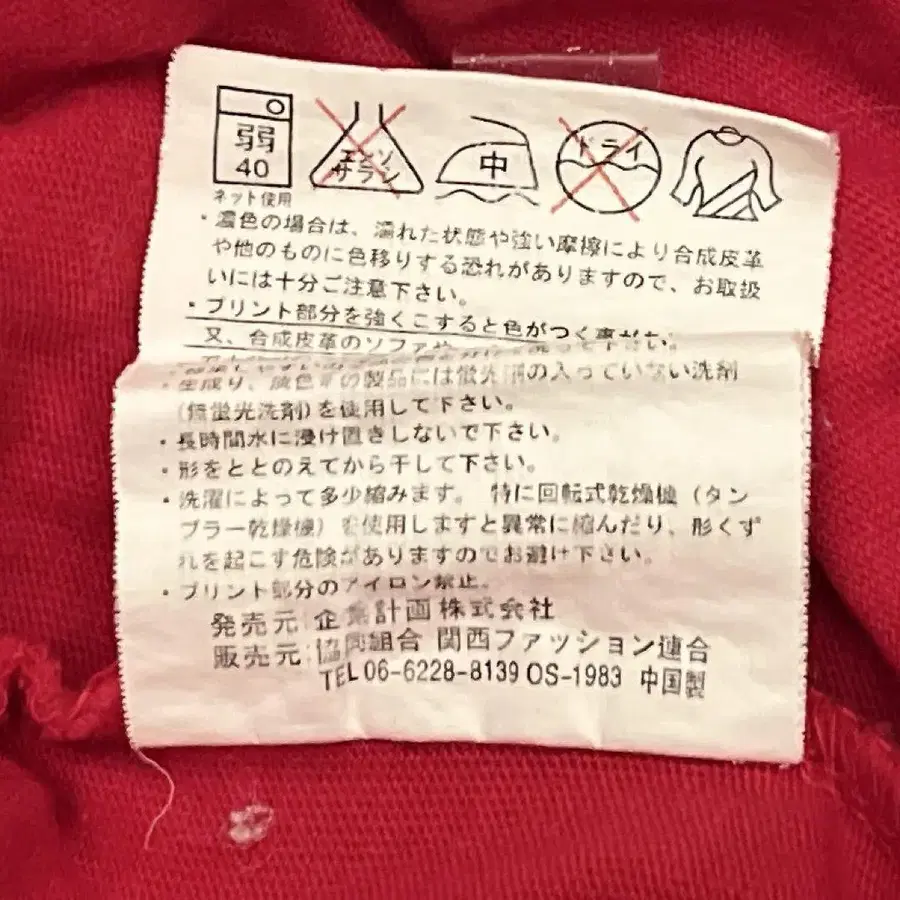 弱
40
ネット使用
エンソ
サラシ
中
ドライ
・濃色の場合は、濡れた状態や強い摩擦により合成皮革
や他のものに色移りする恐れがありますので、お取扱
いには十分ご注意下さい。
・プリント部分を強くこすると色がつく事がた
又、合成皮革のソファや
・生成り、淡色等の製品には蛍光剤の入っていない洗剤
(無蛍光洗剤)を使用して下さい。
・長時間水に浸け置きしないで下さい。
・形をととのえてから干して下さい。
・洗濯によって多少縮みます。 特に回転式乾燥機（タン
ブラー乾燥機）を使用しますと異常に縮んだり、形くず
れを起こす危険がありますのでお避け下さい。
・プリント部分のアイロン禁止。
発売元:企業計画株式会社
販売元:協同組合 関西ファッション連合
TEL06-6228-8139 OS-1983 中国製